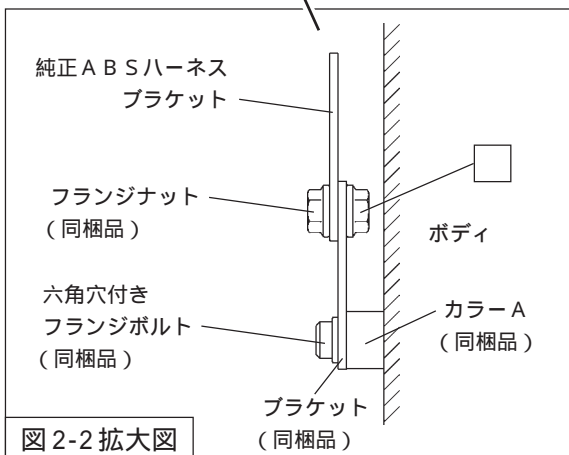 純正ＡＢＳハーネス
ブラケット
フランジナット
（同梱品）
ボディ
六角穴付き
フランジボルト
（同梱品）
カラーＡ
（同梱品）
ブラケット
（同梱品）
図2-2拡大図